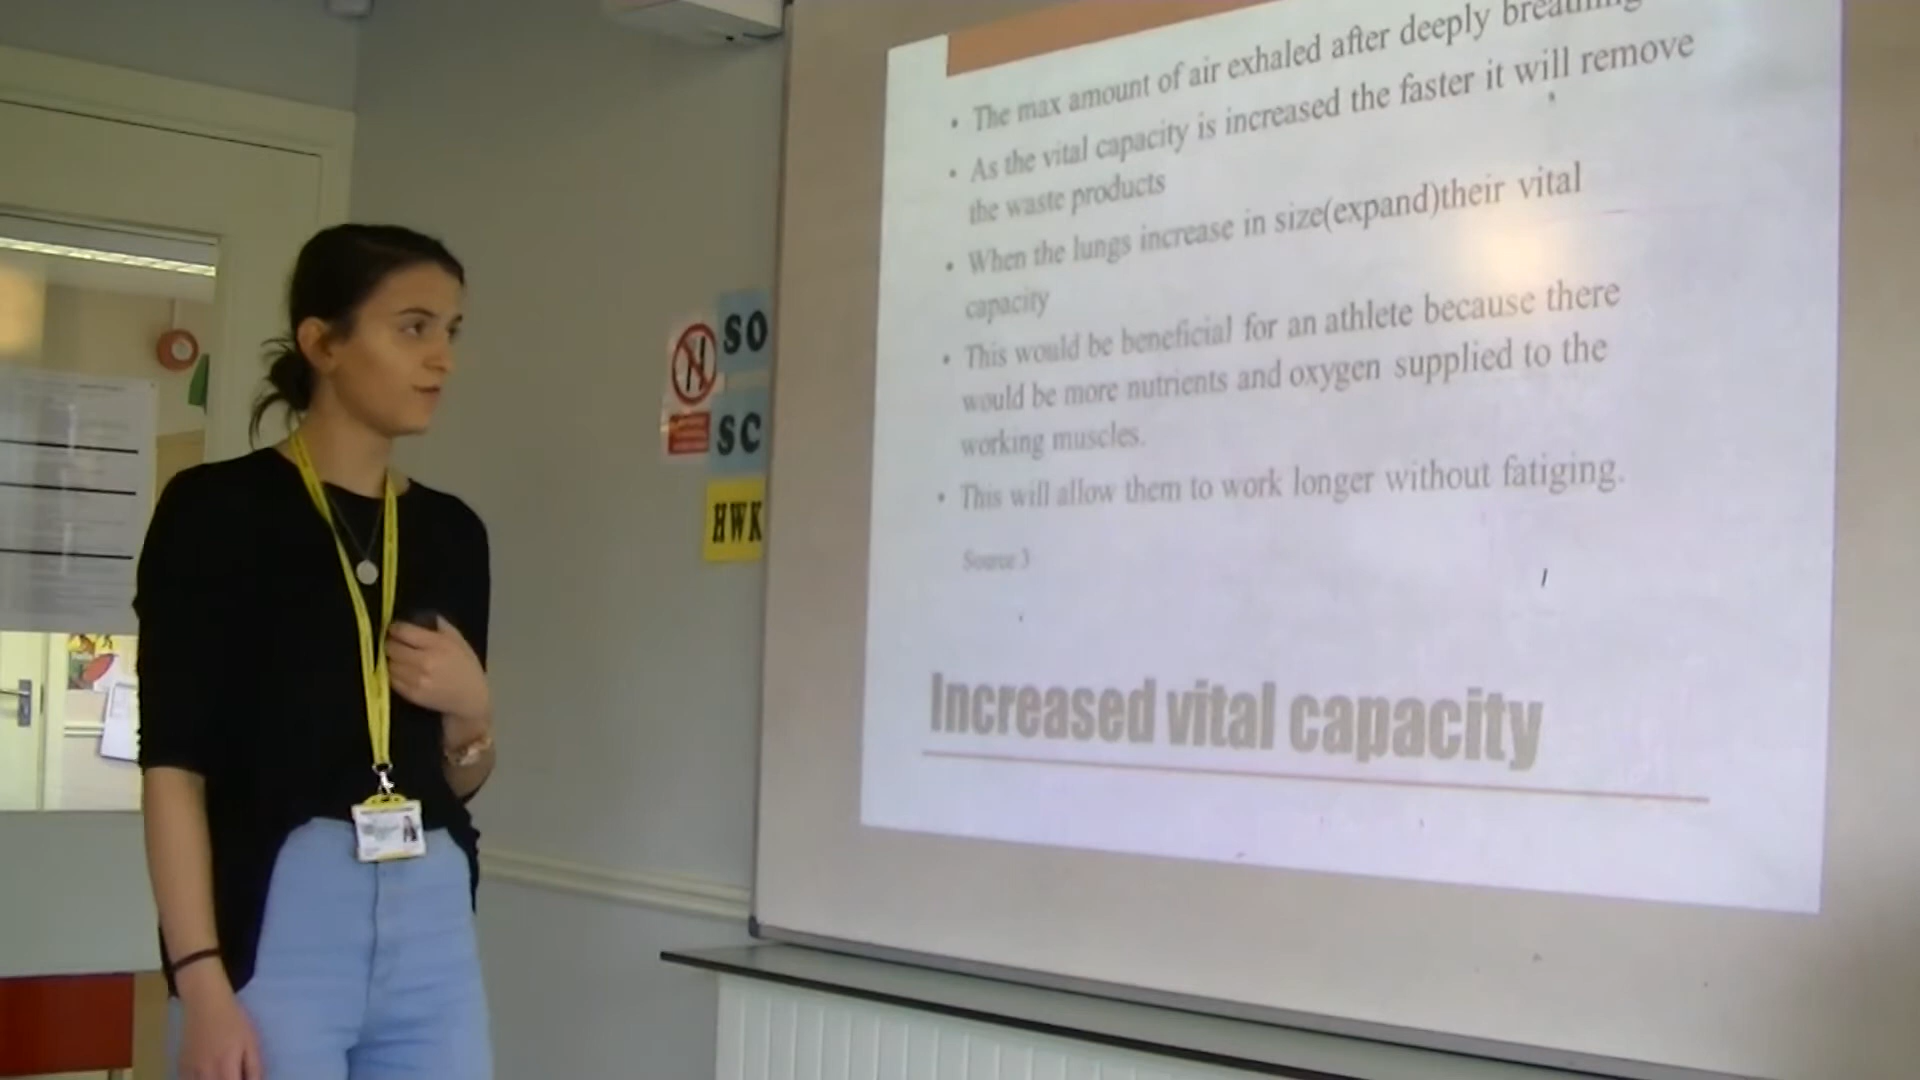 The max amount of air exhaled after deeply breathing
As the vital capacity is increased the faster it will remove
the waste products
When the lungs increase in size(expand)their vital
capacity
This would be beneficial for an athlete because there
would be more nutrients and oxygen supplied to the
working muscles.
This will allow them to work longer without fatiging.
Source 3
Increased vital capacity
SO
SC
HWK